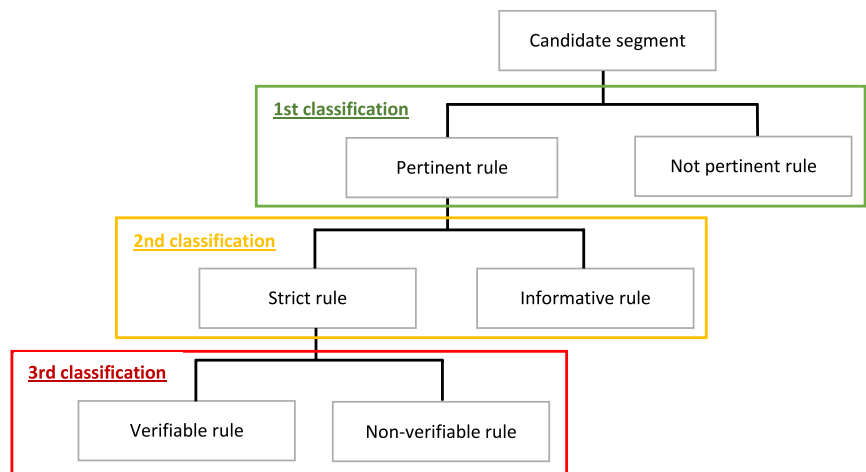 Candidate segment
1st classification
Pertinent rule
Not pertinent rule
2nd classification
Strict rule
Informative rule
3rd classification
Verifiable rule
Non-verifiable rule